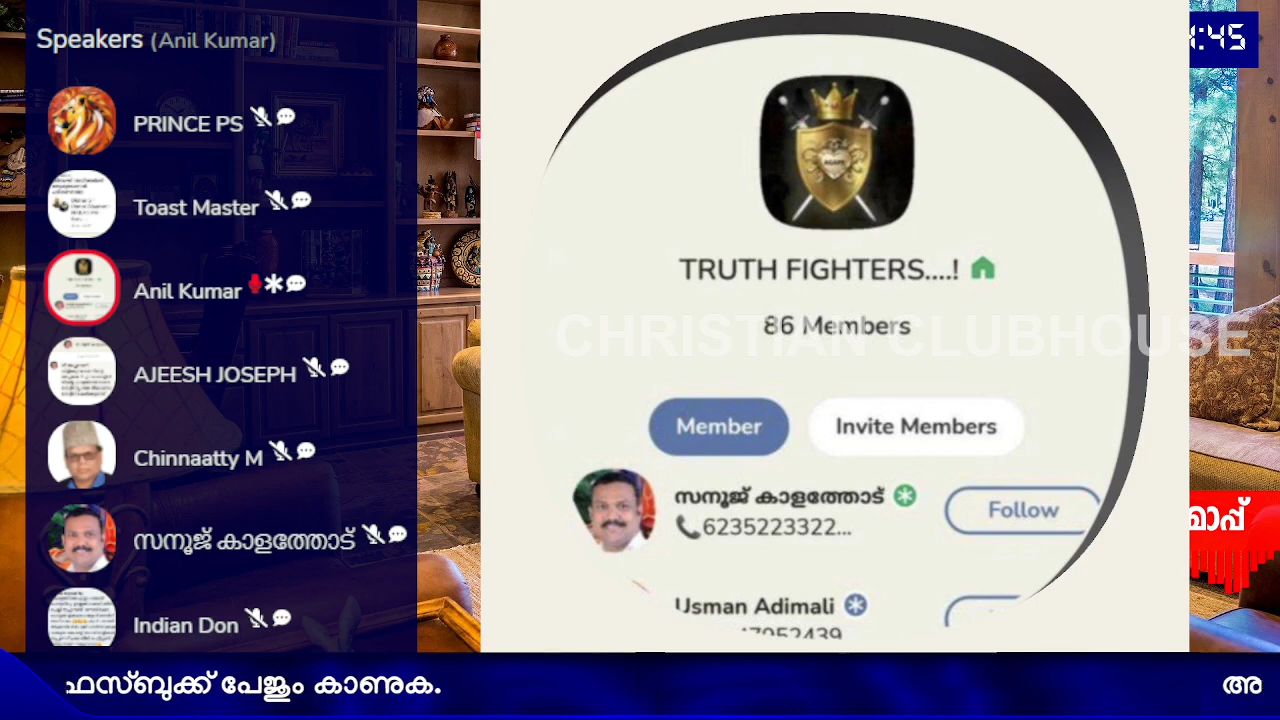 Speakers (Anil Kumar)
PRINCE PS
Toast Master
Anil Kumar
AJEESH JOSEPH
Chinnaatty M
സനൂജ് കാളത്തോട്
Indian Don
TRUTH FIGHTERS....!
86 Members
CHRISTIAN CLUBHOUSE
Member
Invite Members
സനൂജ് കാളത്തോട്
6235223322...
Follow
Usman Adimali
:45
മാപ്പ്
ഫസ്ബുക്ക് പേജും കാണുക.
അ